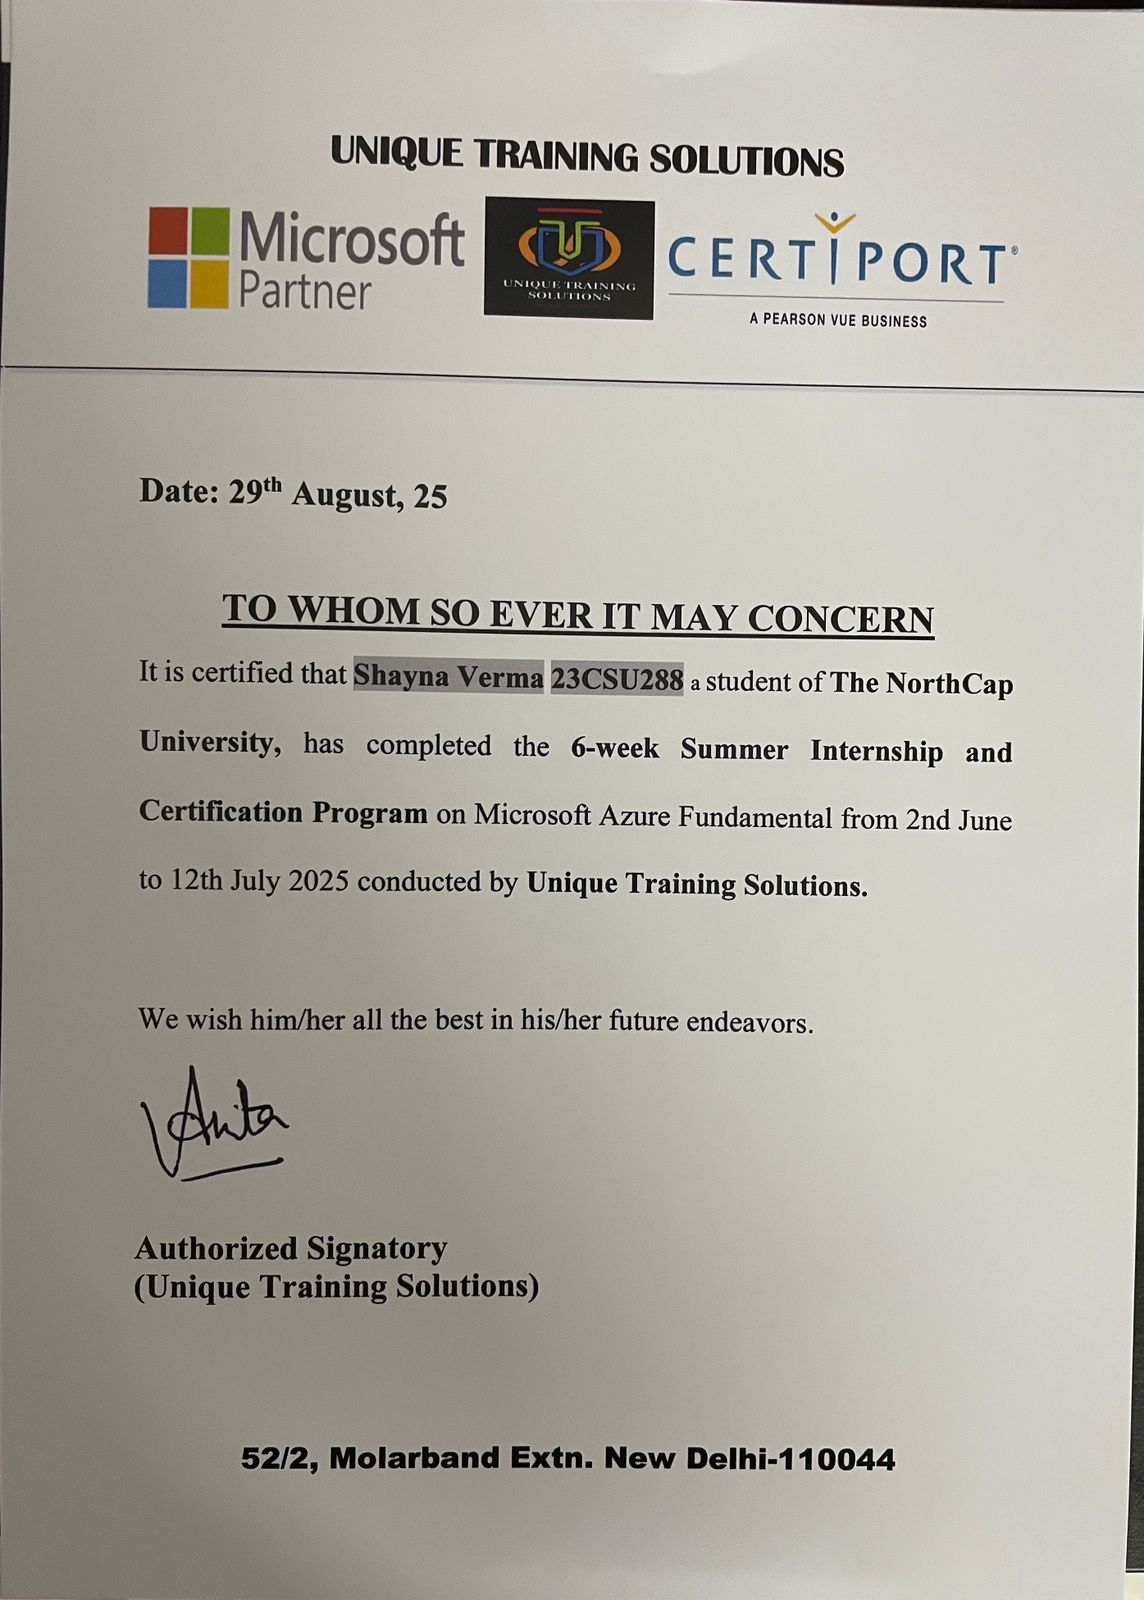 UNIQUE TRAINING SOLUTIONS
Microsoft
Partner
UNIQUE TRAINING
SOLUTIONS
CERTIPORT®
A PEARSON VUE BUSINESS
Date: 29th August, 25
TO WHOM SO EVER IT MAY CONCERN
It is certified that Shayna Verma 23CSU288 a student of The NorthCap
University, has completed the 6-week Summer Internship and
Certification Program on Microsoft Azure Fundamental from 2nd June
to 12th July 2025 conducted by Unique Training Solutions.
We wish him/her all the best in his/her future endeavors.
Anita
Authorized Signatory
(Unique Training Solutions)
52/2, Molarband Extn. New Delhi-110044